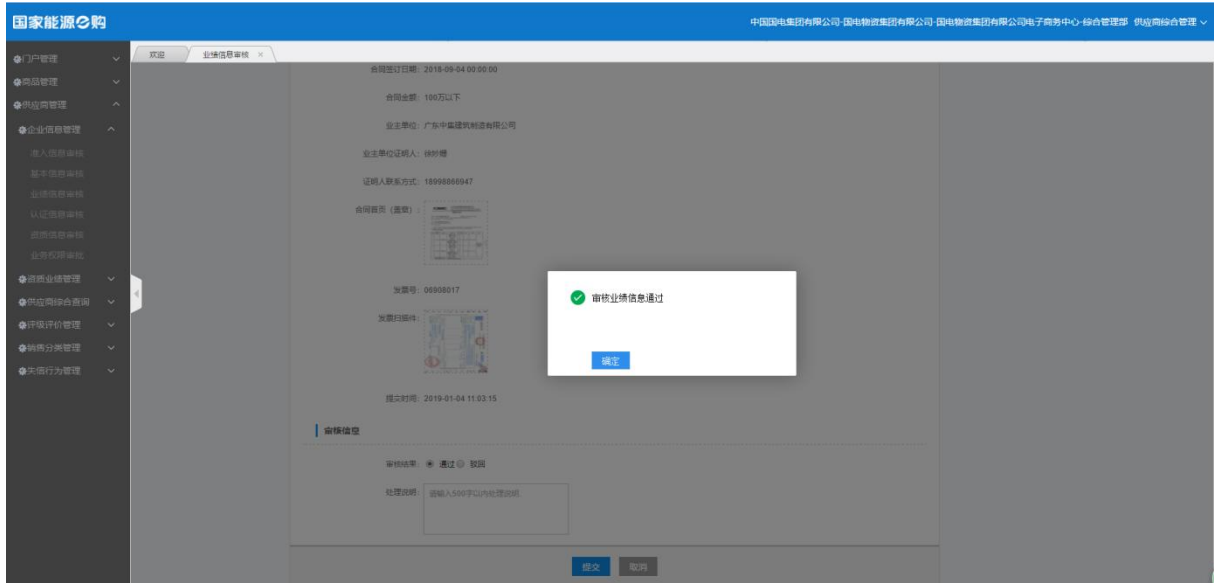 国家能源e购
中国国电集团有限公司-国电物资集团有限公司-国电物资集团有限公司电子商务中心-综合管理部 供应商综合管理
门户管理
商品管理
供应商管理
企业信息管理
准入信息审核
基本信息审核
业绩信息审核
认证信息审核
资质信息审核
业务权限审批
资质业绩管理
供应商综合查询
评级评价管理
销售分类管理
失信行为管理
欢迎 业绩信息审核 ×
合同签订日期: 2018-09-04 00:00:00
合同金额: 100万以下
业主单位: 广东中集建筑制造有限公司
业主单位证明人: 徐妙姗
证明人联系方式: 18998866947
合同首页（盖章）:
发票号: 06908017
发票扫描件:
提交时间: 2019-01-04 11:03:15
审核信息
审核结果: 通过 驳回
处理说明: 请输入500字以内处理说明
提交 取消
审核业绩信息通过
确定